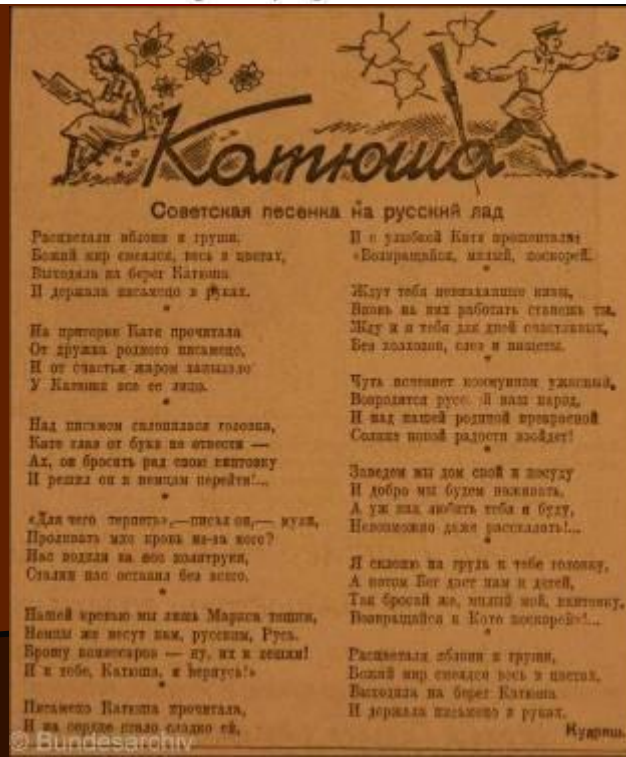 Катюша
Советская песенка на русский лад
Расцветали яблони и груши,
Божий мир смеялся, весь в цветах,
Выходила на берег Катюша
И держала письмецо в руках.
*
На пригорке Катя прочитала
От дружка родного письмецо,
И от счастья жаром запылало
У Катюши все ее лицо.
*
Над письмом склонилася головка,
Кате глаз от букв не отвести —
Ах, он бросить рад свою винтовку
И решил он к немцам перейти!...
*
«Для чего терпеть»,—писал он,— муки,
Проливать мне кровь из-за кого?
Нас водили за нос политруки,
Сталин нас оставил без всего.
*
Нашей кровью мы лишь Маркса тешим,
Немцы же несут нам, русским, Русь.
Брошу комиссаров — ну, их к лешим!
И к тебе, Катюша, я вернусь!»
*
Письмецо Катюша прочитала,
И на сердце стало сладко ей,
И с улыбкой Катя прошептала:
«Возвращайся, милый, поскорей.
*
Ждут тебя невспаханные нивы,
Вновь на них работать станешь ты,
Жду и я тебя для дней счастливых,
Без колхозов, слез и нищеты.
*
Чуть исчезнет коммунизм ужасный,
Возродится русский наш народ,
И над нашей родиной прекрасной
Солнце новой радости взойдет!
*
Заведем мы дом свой и посуду
И добро мы будем наживать,
А уж как любить тебя я буду,
Невозможно даже рассказать!...
*
Я склоню на грудь к тебе головку,
А потом Бог даст нам и детей,
Так бросай же, милый мой, винтовку,
Возвращайся к Кате поскорей»!...
*
Расцветали яблони и груши,
Божий мир смеялся весь в цветах,
Выходила на берег Катюша
И держала письмецо в руках.
Кудряш.
© Bundesarchiv